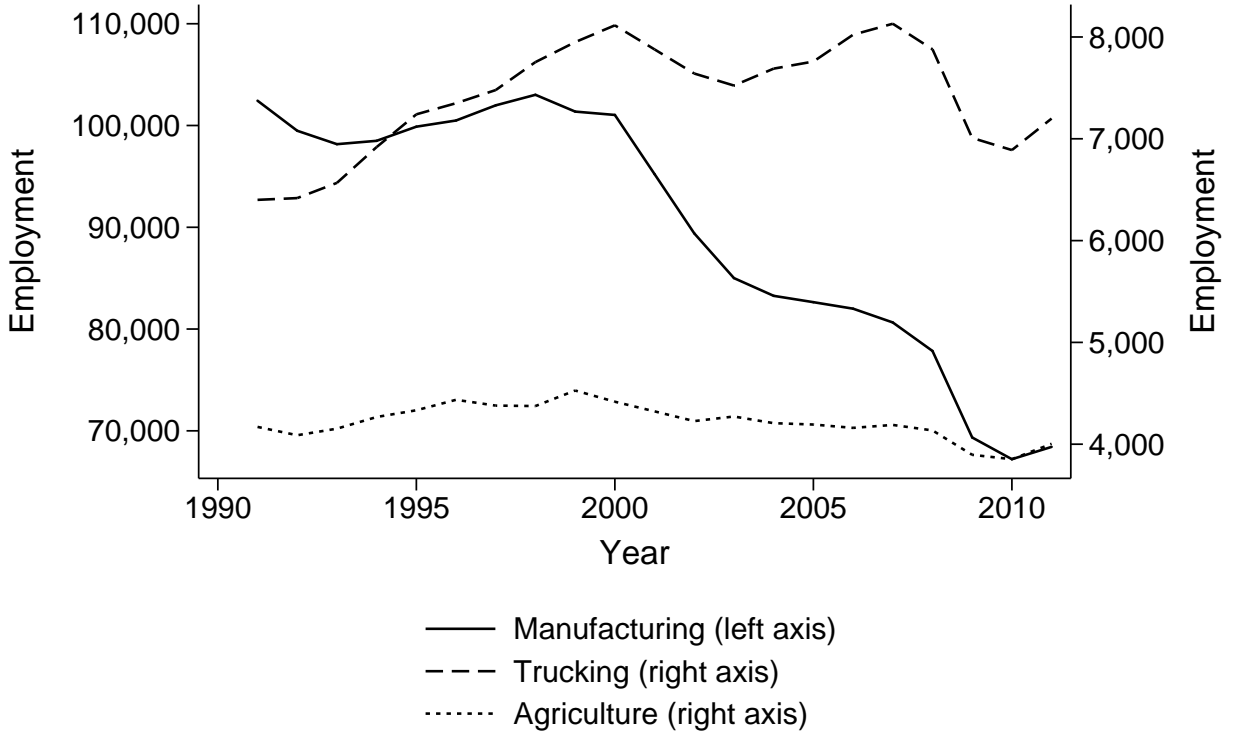 110,000
100,000
90,000
80,000
70,000
Employment
8,000
7,000
6,000
5,000
4,000
Employment
1990 1995 2000 2005 2010
Year
Manufacturing (left axis)
Trucking (right axis)
Agriculture (right axis)